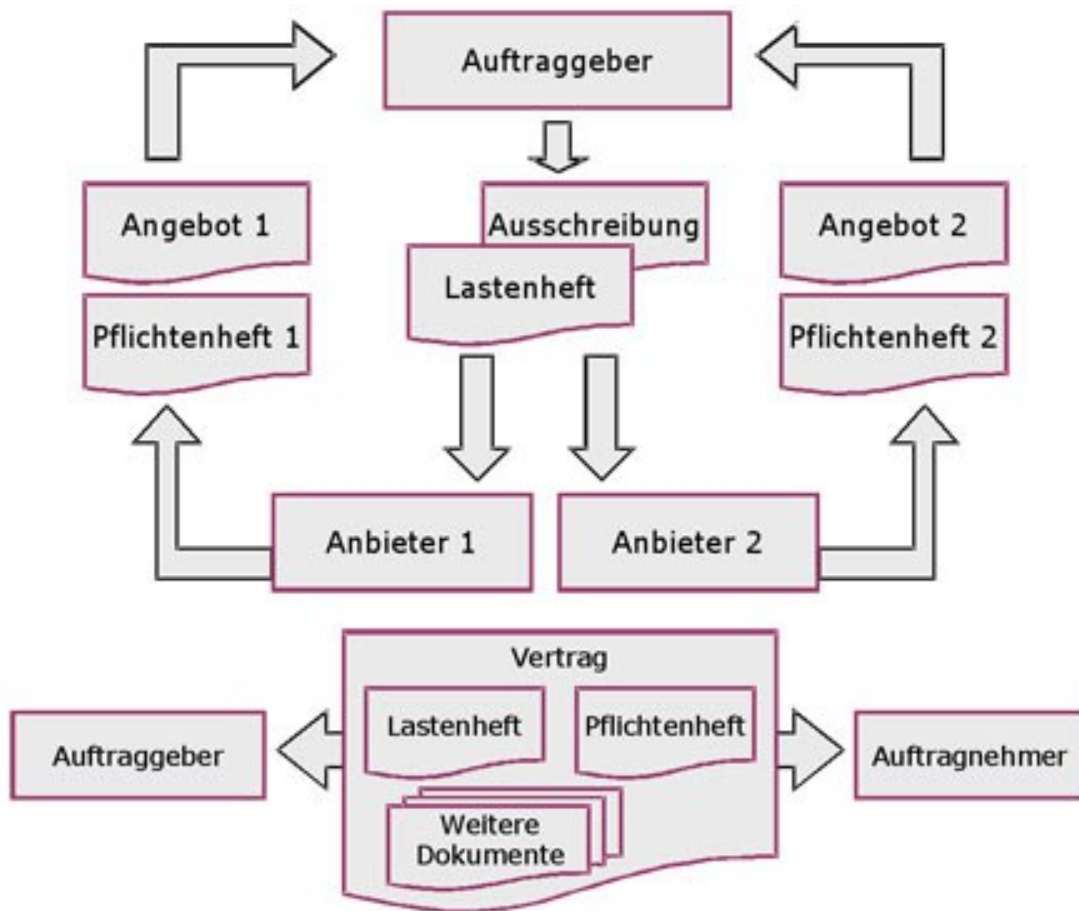 Auftraggeber
Angebot 1
Ausschreibung
Angebot 2
Lastenheft
Pflichtenheft 1
Pflichtenheft 2
Anbieter 1
Anbieter 2
Vertrag
Lastenheft
Pflichtenheft
Auftraggeber
Auftragnehmer
Weitere
Dokumente